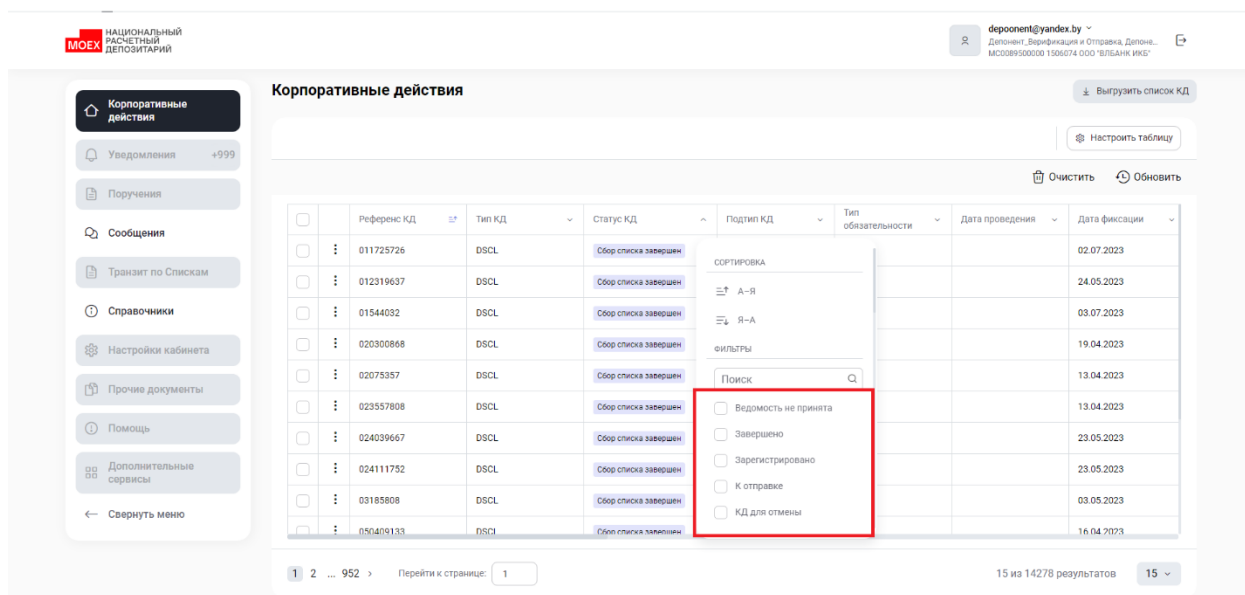 НАЦИОНАЛЬНЫЙ
MOEX РАСЧЕТНЫЙ
ДЕПОЗИТАРИЙ
depoonent@yandex.by
Депонент_Верификация и Отправка, Депоне...
MC0089500000 1506074 ООО "ВЛБАНК ИКБ"
Корпоративные
действия
Уведомления +999
Поручения
Сообщения
Транзит по Спискам
Справочники
Настройки кабинета
Прочие документы
Помощь
Дополнительные
сервисы
Свернуть меню
Корпоративные действия
Выгрузить список КД
Настроить таблицу
Очистить Обновить
Референс КД Тип КД Статус КД Подтип КД Тип обязательности Дата проведения Дата фиксации
011725726 DSCL Сбор списка завершен 02.07.2023
012319637 DSCL Сбор списка завершен 24.05.2023
01544032 DSCL Сбор списка завершен 03.07.2023
020300868 DSCL Сбор списка завершен 19.04.2023
02075357 DSCL Сбор списка завершен 13.04.2023
023557808 DSCL Сбор списка завершен 13.04.2023
024039667 DSCL Сбор списка завершен 23.05.2023
024111752 DSCL Сбор списка завершен 23.05.2023
03185808 DSCL Сбор списка завершен 03.05.2023
050409133 DSCL Сбор списка завершен 16.04.2023
СОРТИРОВКА
А–Я
Я–А
ФИЛЬТРЫ
Поиск
Ведомость не принята
Завершено
Зарегистрировано
К отправке
КД для отмены
1 2 ... 952 > Перейти к странице: 1
15 из 14278 результатов 15